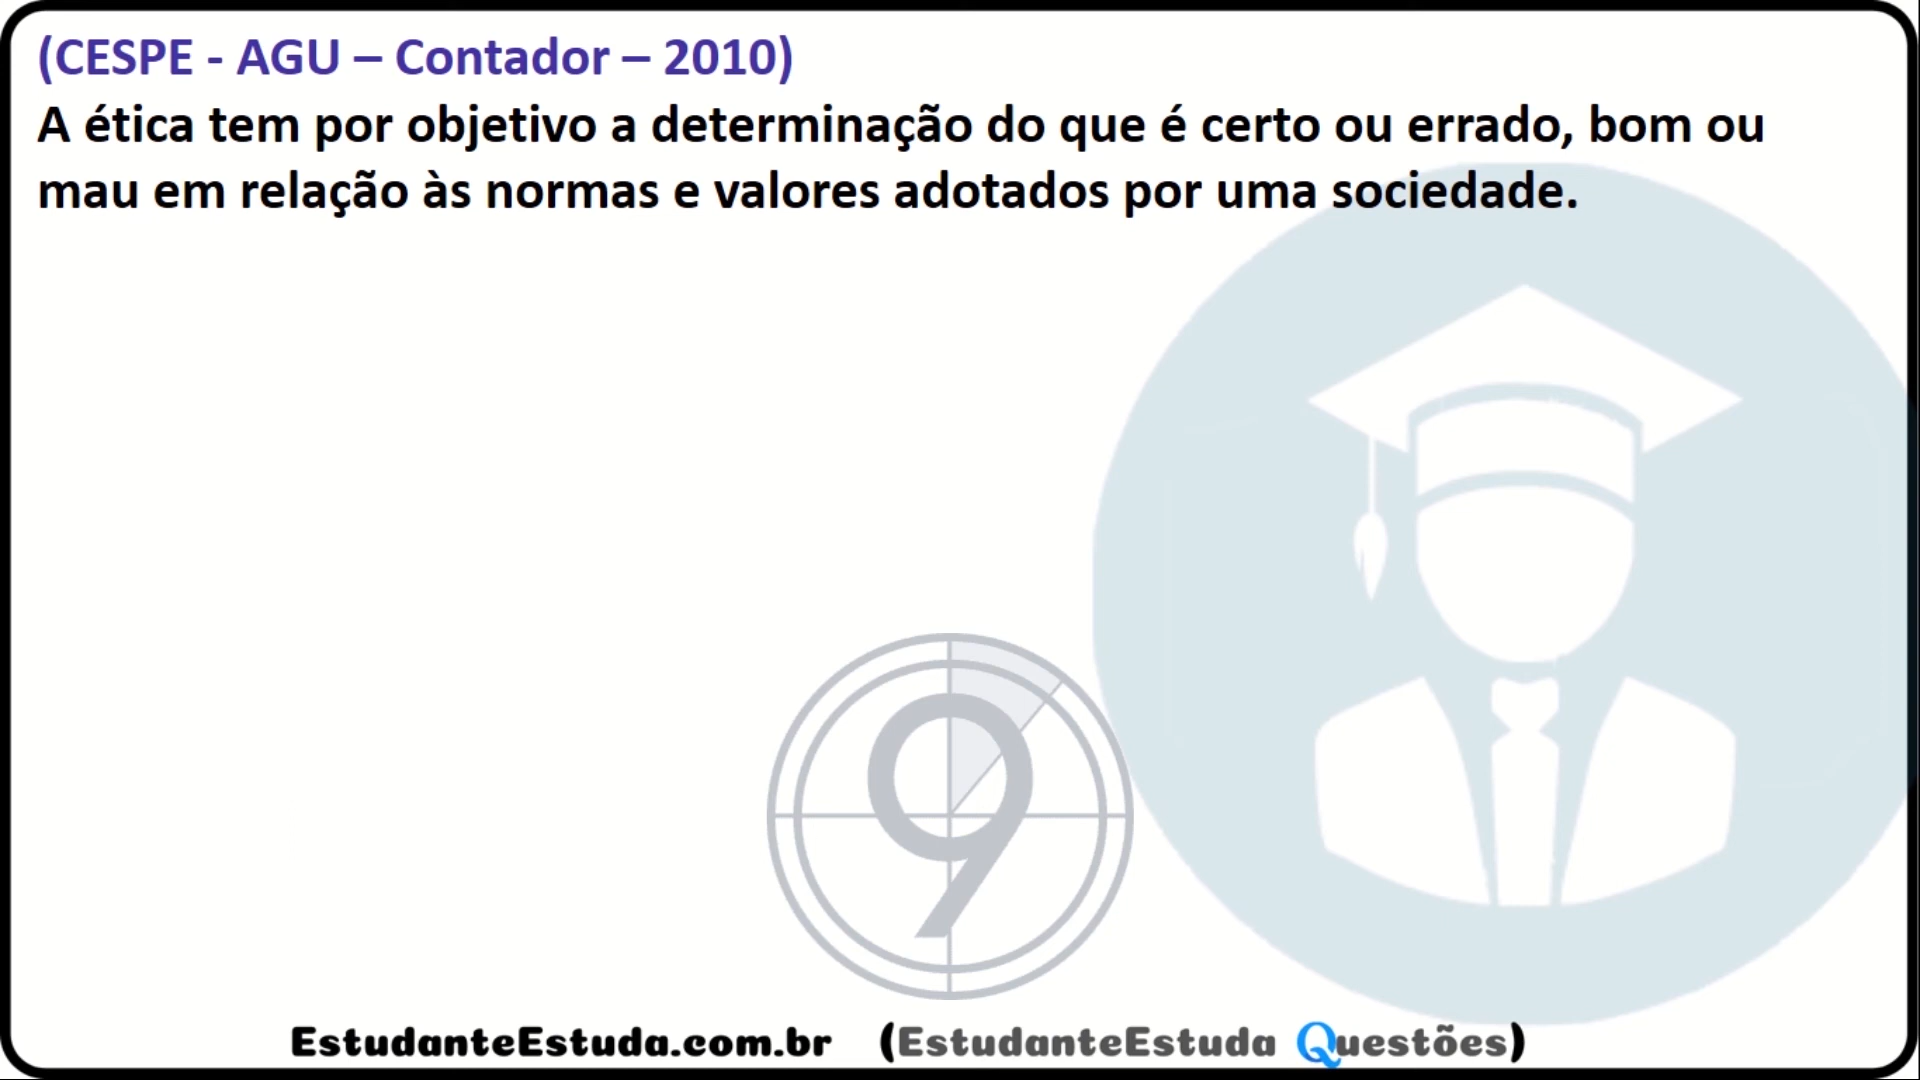 (CESPE - AGU – Contador – 2010)
A ética tem por objetivo a determinação do que é certo ou errado, bom ou
mau em relação às normas e valores adotados por uma sociedade.
9
EstudanteEstuda.com.br (EstudanteEstuda Questões)